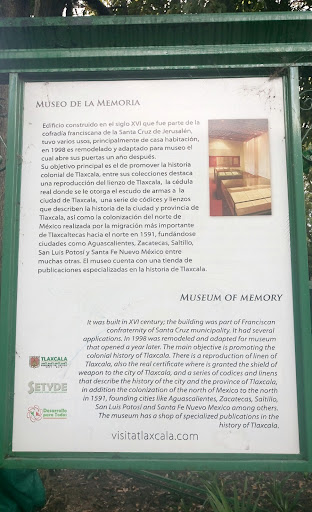 MUSEO DE LA MEMORIA
Edificio construido en el siglo XVI que fue parte de la
cofradía franciscana de la Santa Cruz de Jerusalén,
tuvo varios usos, principalmente de casa habitación,
en 1998 es remodelado y adaptado para museo el
cual abre sus puertas un año después.
Su objetivo principal es el de promover la historia
colonial de Tlaxcala, entre sus colecciones destaca
una reproducción del lienzo de Tlaxcala, la cédula
real donde se le otorga el escudo de armas a la
ciudad de Tlaxcala, una serie de códices y lienzos
que describen la historia de la ciudad y provincia de
Tlaxcala, así como la colonización del norte de
México realizada por la migración más importante
de Tlaxcaltecas hacia el norte en 1591, fundándose
ciudades como Aguascalientes, Zacatecas, Saltillo,
San Luis Potosí y Santa Fe Nuevo México entre
muchas otras. El museo cuenta con una tienda de
publicaciones especializadas en la historia de Tlaxcala.
MUSEUM OF MEMORY
It was built in XVI century; the building was part of Franciscan
confraternity of Santa Cruz municipality. It had several
applications. In 1998 was remodeled and adapted for museum
that opened a year later. The main objective is promoting the
colonial history of Tlaxcala. There is a reproduction of linen of
Tlaxcala, also the real certificate where is granted the shield of
weapon to the city of Tlaxcala, and a series of codices and linens
that describe the history of the city and the province of Tlaxcala,
in addition the colonization of the north of Mexico to the north
in 1591, founding cities like Aguascalientes, Zacatecas, Saltillo,
San Luis Potosí and Santa Fe Nuevo México among others.
The museum has a shop of specialized publications in the
history of Tlaxcala.
TLAXCALA
SETYDE
Desarrollo
para Todos
visitatlaxcala.com